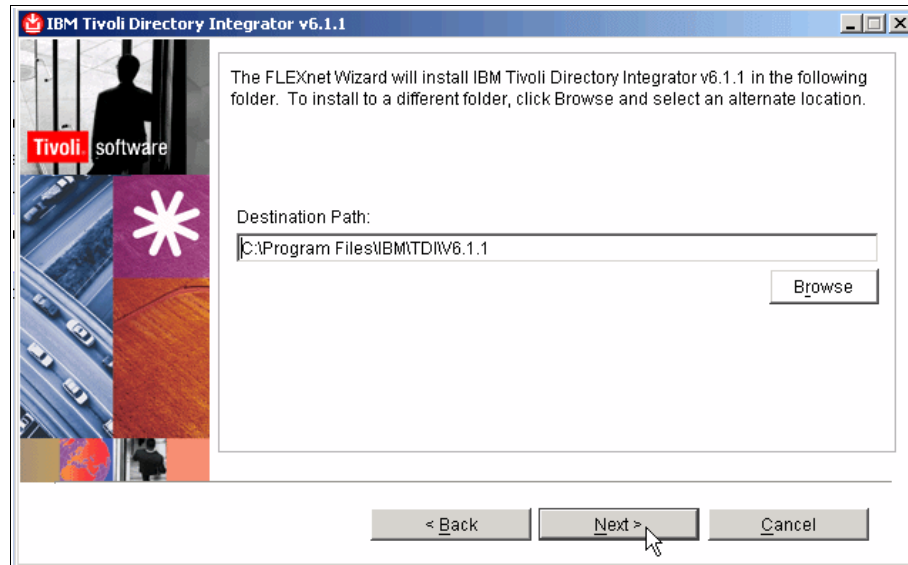 IBM Tivoli Directory Integrator v6.1.1
The FLEXnet Wizard will install IBM Tivoli Directory Integrator v6.1.1 in the following
folder. To install to a different folder, click Browse and select an alternate location.
Tivoli. software
Destination Path:
C:\Program Files\IBM\TDI\V6.1.1
Browse
< Back
Next >
Cancel